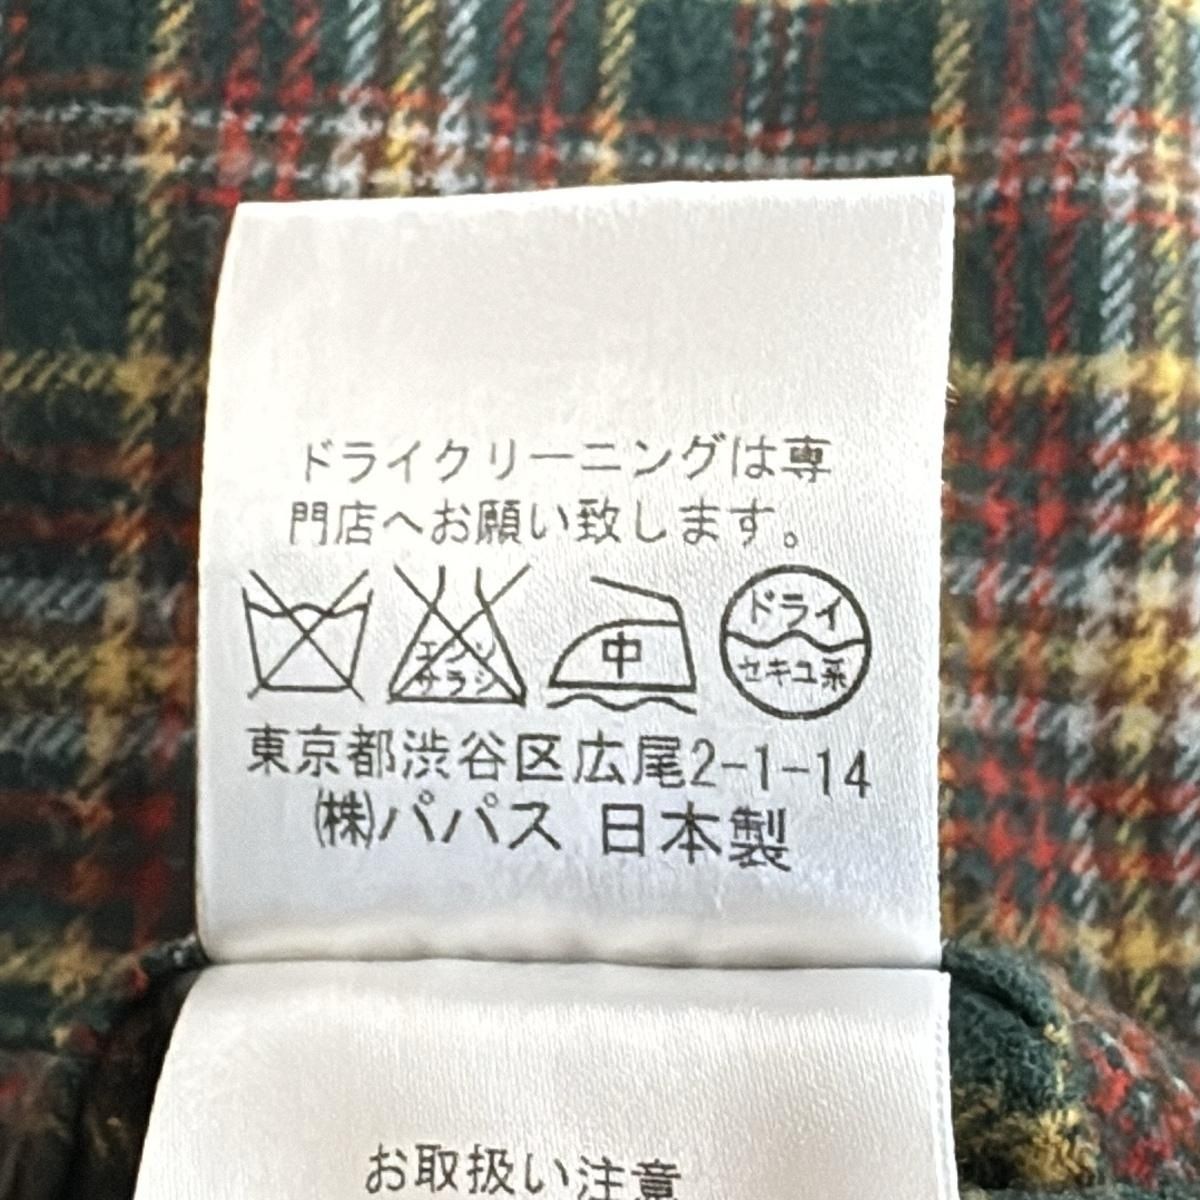 ドライクリーニングは専
門店へお願い致します。
エンソ
サラシ
中
ドライ
セキユ系
東京都渋谷区広尾2-1-14
㈱パパス 日本製
お取扱い注意